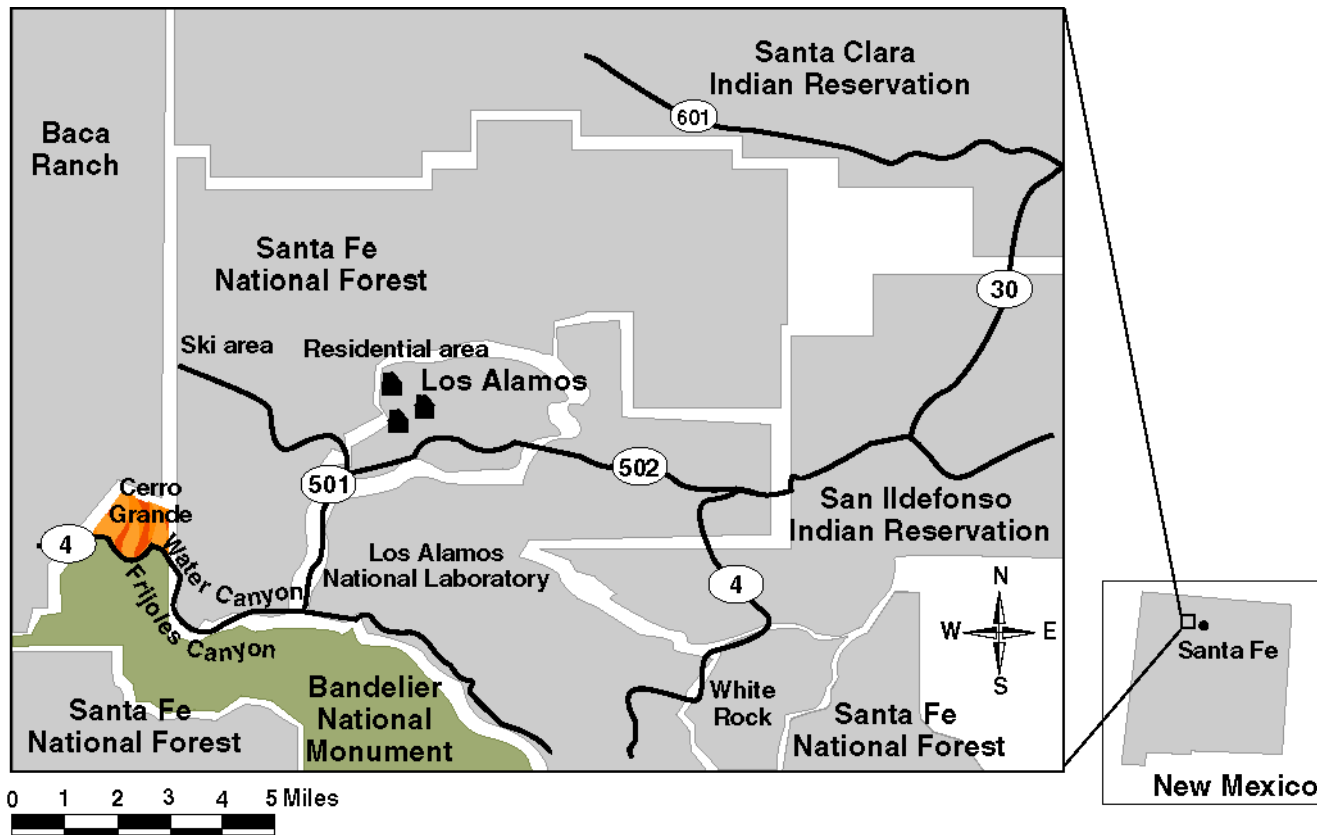 Santa Clara
Indian Reservation
601
Baca
Ranch
Santa Fe
National Forest
30
Ski area
Residential area
Los Alamos
502
501
Cerro
Grande
San Ildefonso
Indian Reservation
4
Water Canyon
Los Alamos
National Laboratory
4
Frijoles Canyon
N
W
E
S
Santa Fe
Bandelier
National
Monument
White
Rock
Santa Fe
National Forest
Santa Fe
National Forest
New Mexico
0 1 2 3 4 5 Miles